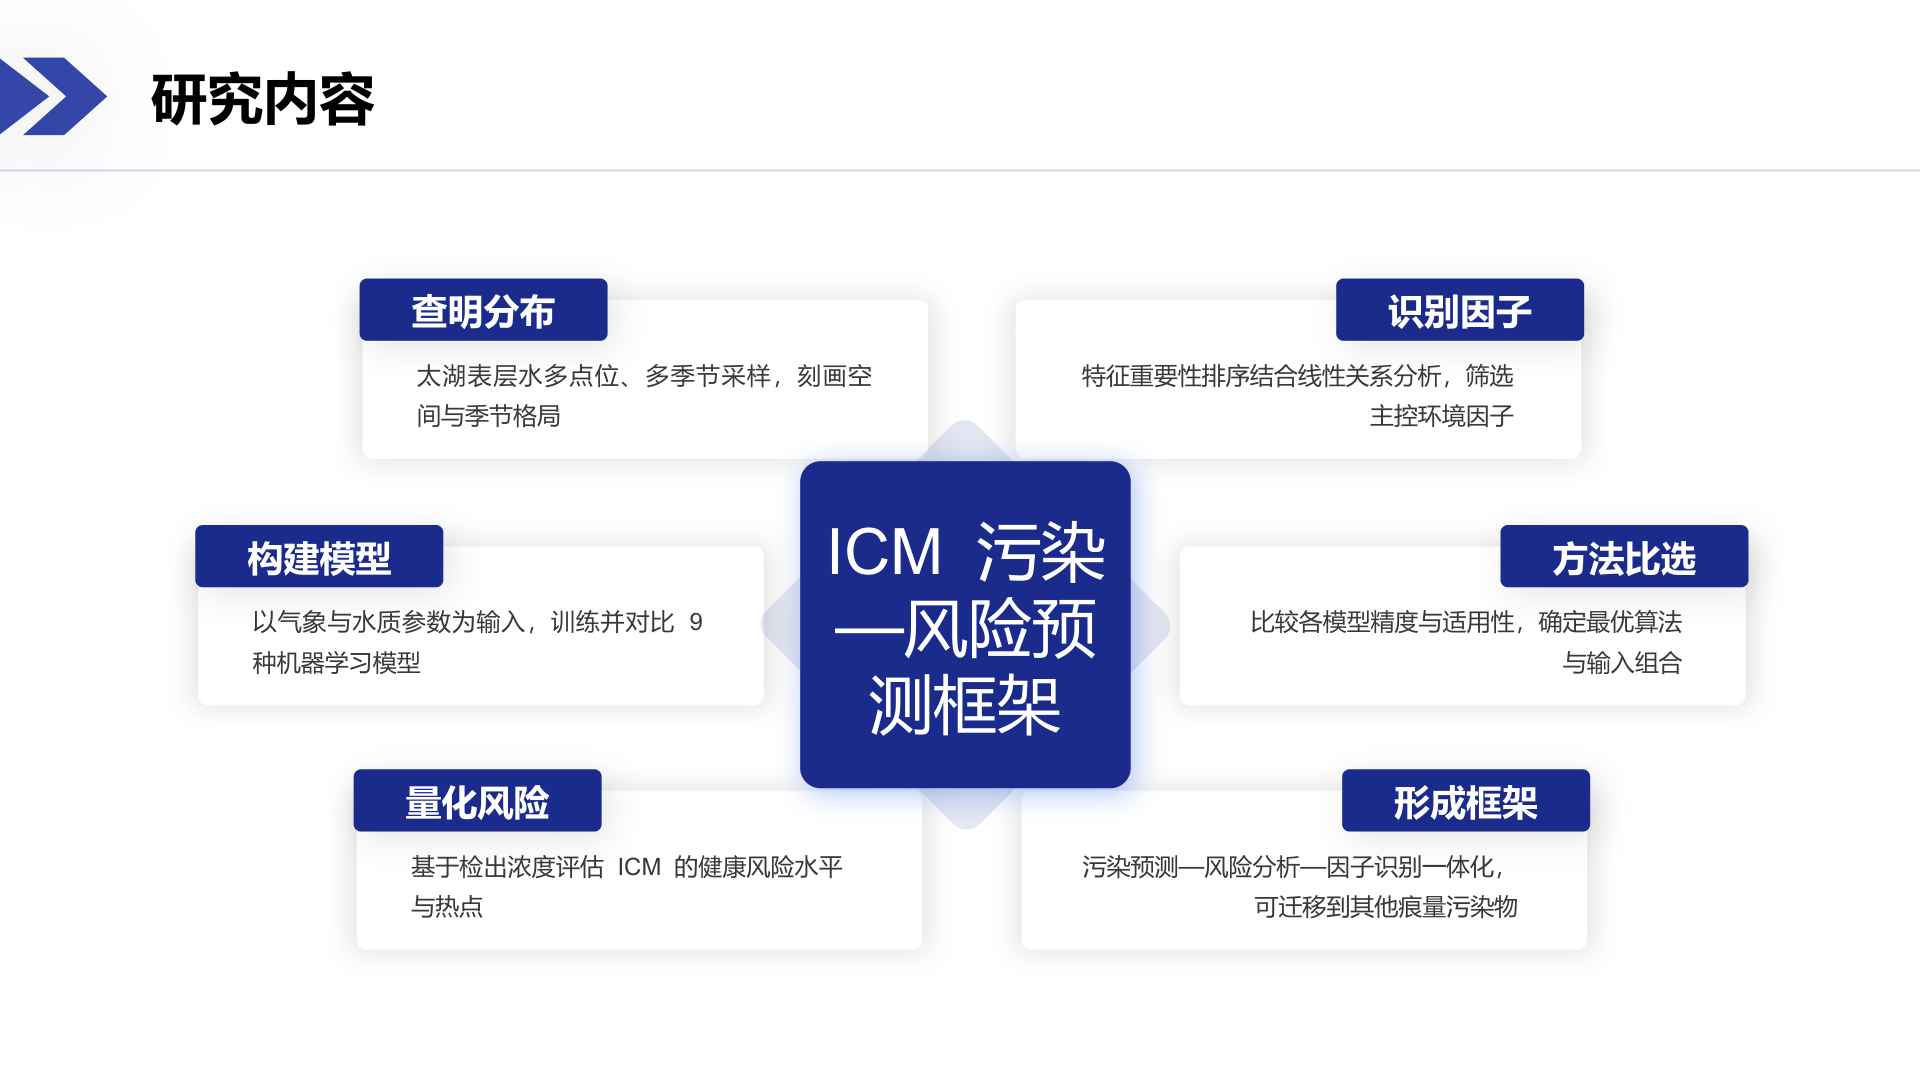 研究内容
查明分布
太湖表层水多点位、多季节采样，刻画空
间与季节格局
识别因子
特征重要性排序结合线性关系分析，筛选
主控环境因子
构建模型
以气象与水质参数为输入，训练并对比 9
种机器学习模型
ICM 污染
—风险预
测框架
方法比选
比较各模型精度与适用性，确定最优算法
与输入组合
量化风险
基于检出浓度评估 ICM 的健康风险水平
与热点
形成框架
污染预测—风险分析—因子识别一体化，
可迁移到其他痕量污染物